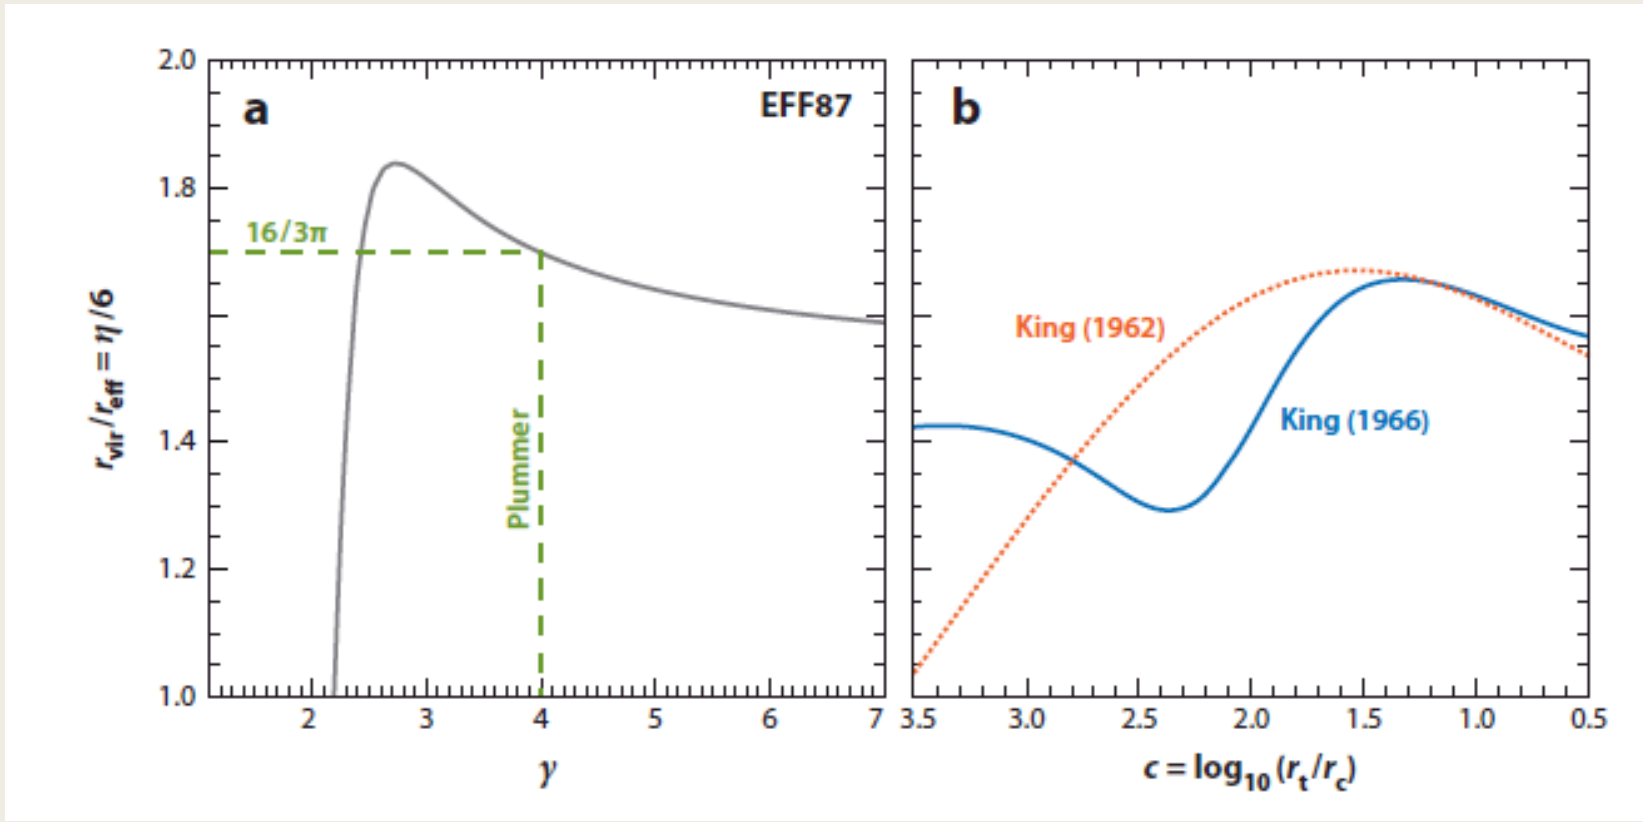 2.0
1.8
1.4
1.2
1.0
r_vir/r_eff = η/6
a
EFF87
16/3π
Plummer
2 3 4 5 6 7
γ
b
King (1962)
King (1966)
3.5 3.0 2.5 2.0 1.5 1.0 0.5
c = log₁₀ (r_t/r_c)